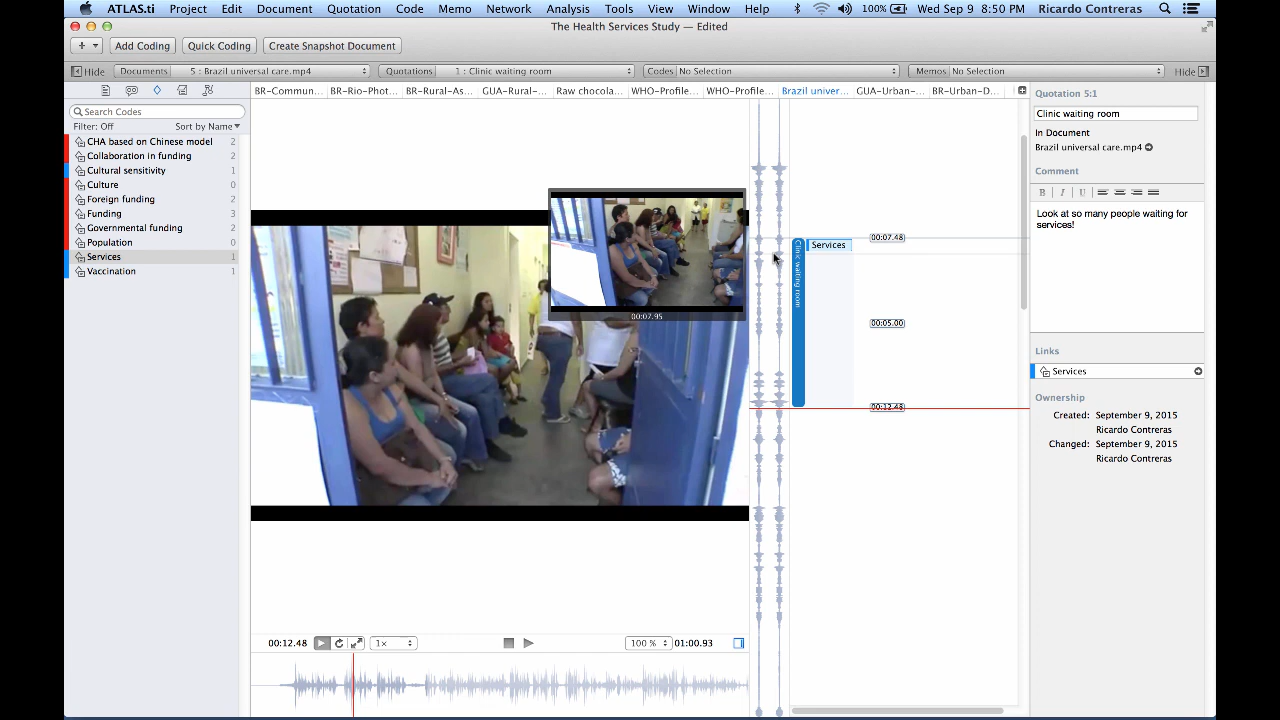 ATLAS.ti Project Edit Document Quotation Code Memo Network Analysis Tools View Window Help 100% Wed Sep 9 8:50 PM Ricardo Contreras
The Health Services Study — Edited
+ Add Coding Quick Coding Create Snapshot Document
Hide Documents 5 : Brazil universal care.mp4 Quotations 1 : Clinic waiting room Codes No Selection Memos No Selection Hide
BR-Commun... BR-Rio-Phot... BR-Rural-As... GUA-Rural-... Raw chocola... WHO-Profile... WHO-Profile... Brazil univer... GUA-Urban-... BR-Urban-D...
Search Codes
Filter: Off Sort by Name
CHA based on Chinese model 2
Collaboration in funding 2
Cultural sensitivity 1
Culture 0
Foreign funding 2
Funding 3
Governmental funding 2
Population 0
Services 1
Vaccination 1
00:07.95
Clinic waiting room
Services
00:07.48
00:05.00
00:12.48
00:12.48 1× 100 % 01:00.93
Quotation 5:1
Clinic waiting room
In Document
Brazil universal care.mp4
Comment
B I U
Look at so many people waiting for
services!
Links
Services
Ownership
Created: September 9, 2015
Ricardo Contreras
Changed: September 9, 2015
Ricardo Contreras